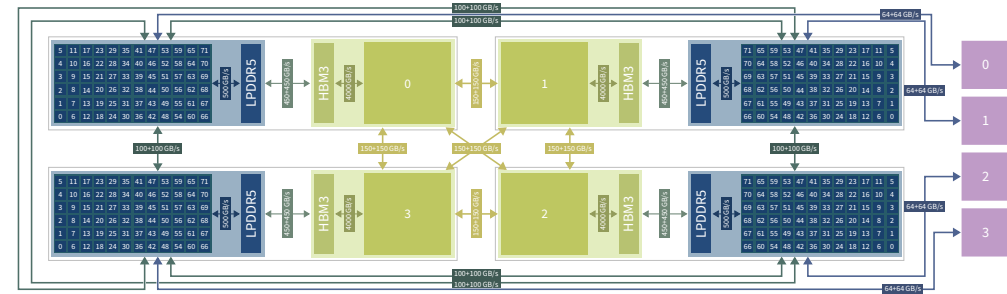 100+100 GB/s
64+64 GB/s
100+100 GB/s
5 11 17 23 29 35 41 47 53 59 65 71
4 10 16 22 28 34 40 46 52 58 64 70
3 9 15 21 27 33 39 45 51 57 63 69
2 8 14 20 26 32 38 44 50 56 62 68
1 7 13 19 25 31 37 43 49 55 61 67
0 6 12 18 24 30 36 42 48 54 60 66
500 GB/s
LPDDR5
450+450 GB/s
HBM3
4000 GB/s
0
150+150 GB/s
1
4000 GB/s
HBM3
450+450 GB/s
LPDDR5
500 GB/s
71 65 59 53 47 41 35 29 23 17 11 5
70 64 58 52 46 40 34 28 22 16 10 4
69 63 57 51 45 39 33 27 21 15 9 3
68 62 56 50 44 38 32 26 20 14 8 2
67 61 55 49 43 37 31 25 19 13 7 1
66 60 54 48 42 36 30 24 18 12 6 0
64+64 GB/s
0
1
100+100 GB/s
150+150 GB/s
150+150 GB/s
150+150 GB/s
100+100 GB/s
5 11 17 23 29 35 41 47 53 59 65 71
4 10 16 22 28 34 40 46 52 58 64 70
3 9 15 21 27 33 39 45 51 57 63 69
2 8 14 20 26 32 38 44 50 56 62 68
1 7 13 19 25 31 37 43 49 55 61 67
0 6 12 18 24 30 36 42 48 54 60 66
500 GB/s
LPDDR5
450+450 GB/s
HBM3
4000 GB/s
3
150+150 GB/s
2
4000 GB/s
HBM3
450+450 GB/s
LPDDR5
500 GB/s
71 65 59 53 47 41 35 29 23 17 11 5
70 64 58 52 46 40 34 28 22 16 10 4
69 63 57 51 45 39 33 27 21 15 9 3
68 62 56 50 44 38 32 26 20 14 8 2
67 61 55 49 43 37 31 25 19 13 7 1
66 60 54 48 42 36 30 24 18 12 6 0
64+64 GB/s
2
3
100+100 GB/s
100+100 GB/s
64+64 GB/s